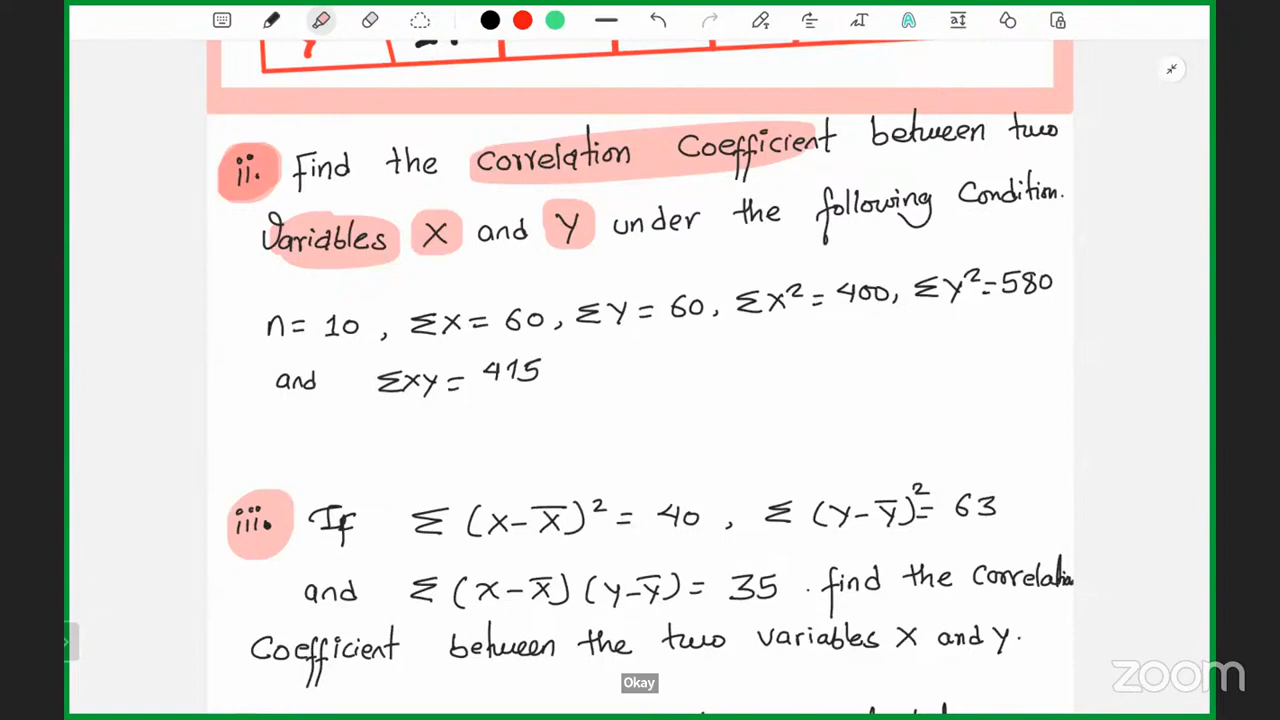 ii. Find the Correlation Coefficient between two
Variables X and Y under the following Condition.
n = 10 , ΣX = 60, ΣY = 60, ΣX² = 400, ΣY² = 580
and ΣXY = 415
iii. If Σ(X-X̄)² = 40 , Σ(Y-Ȳ)² = 63
and Σ(X-X̄)(Y-Ȳ) = 35 . find the Correlation
Coefficient between the two variables X and Y.
Okay
zoom